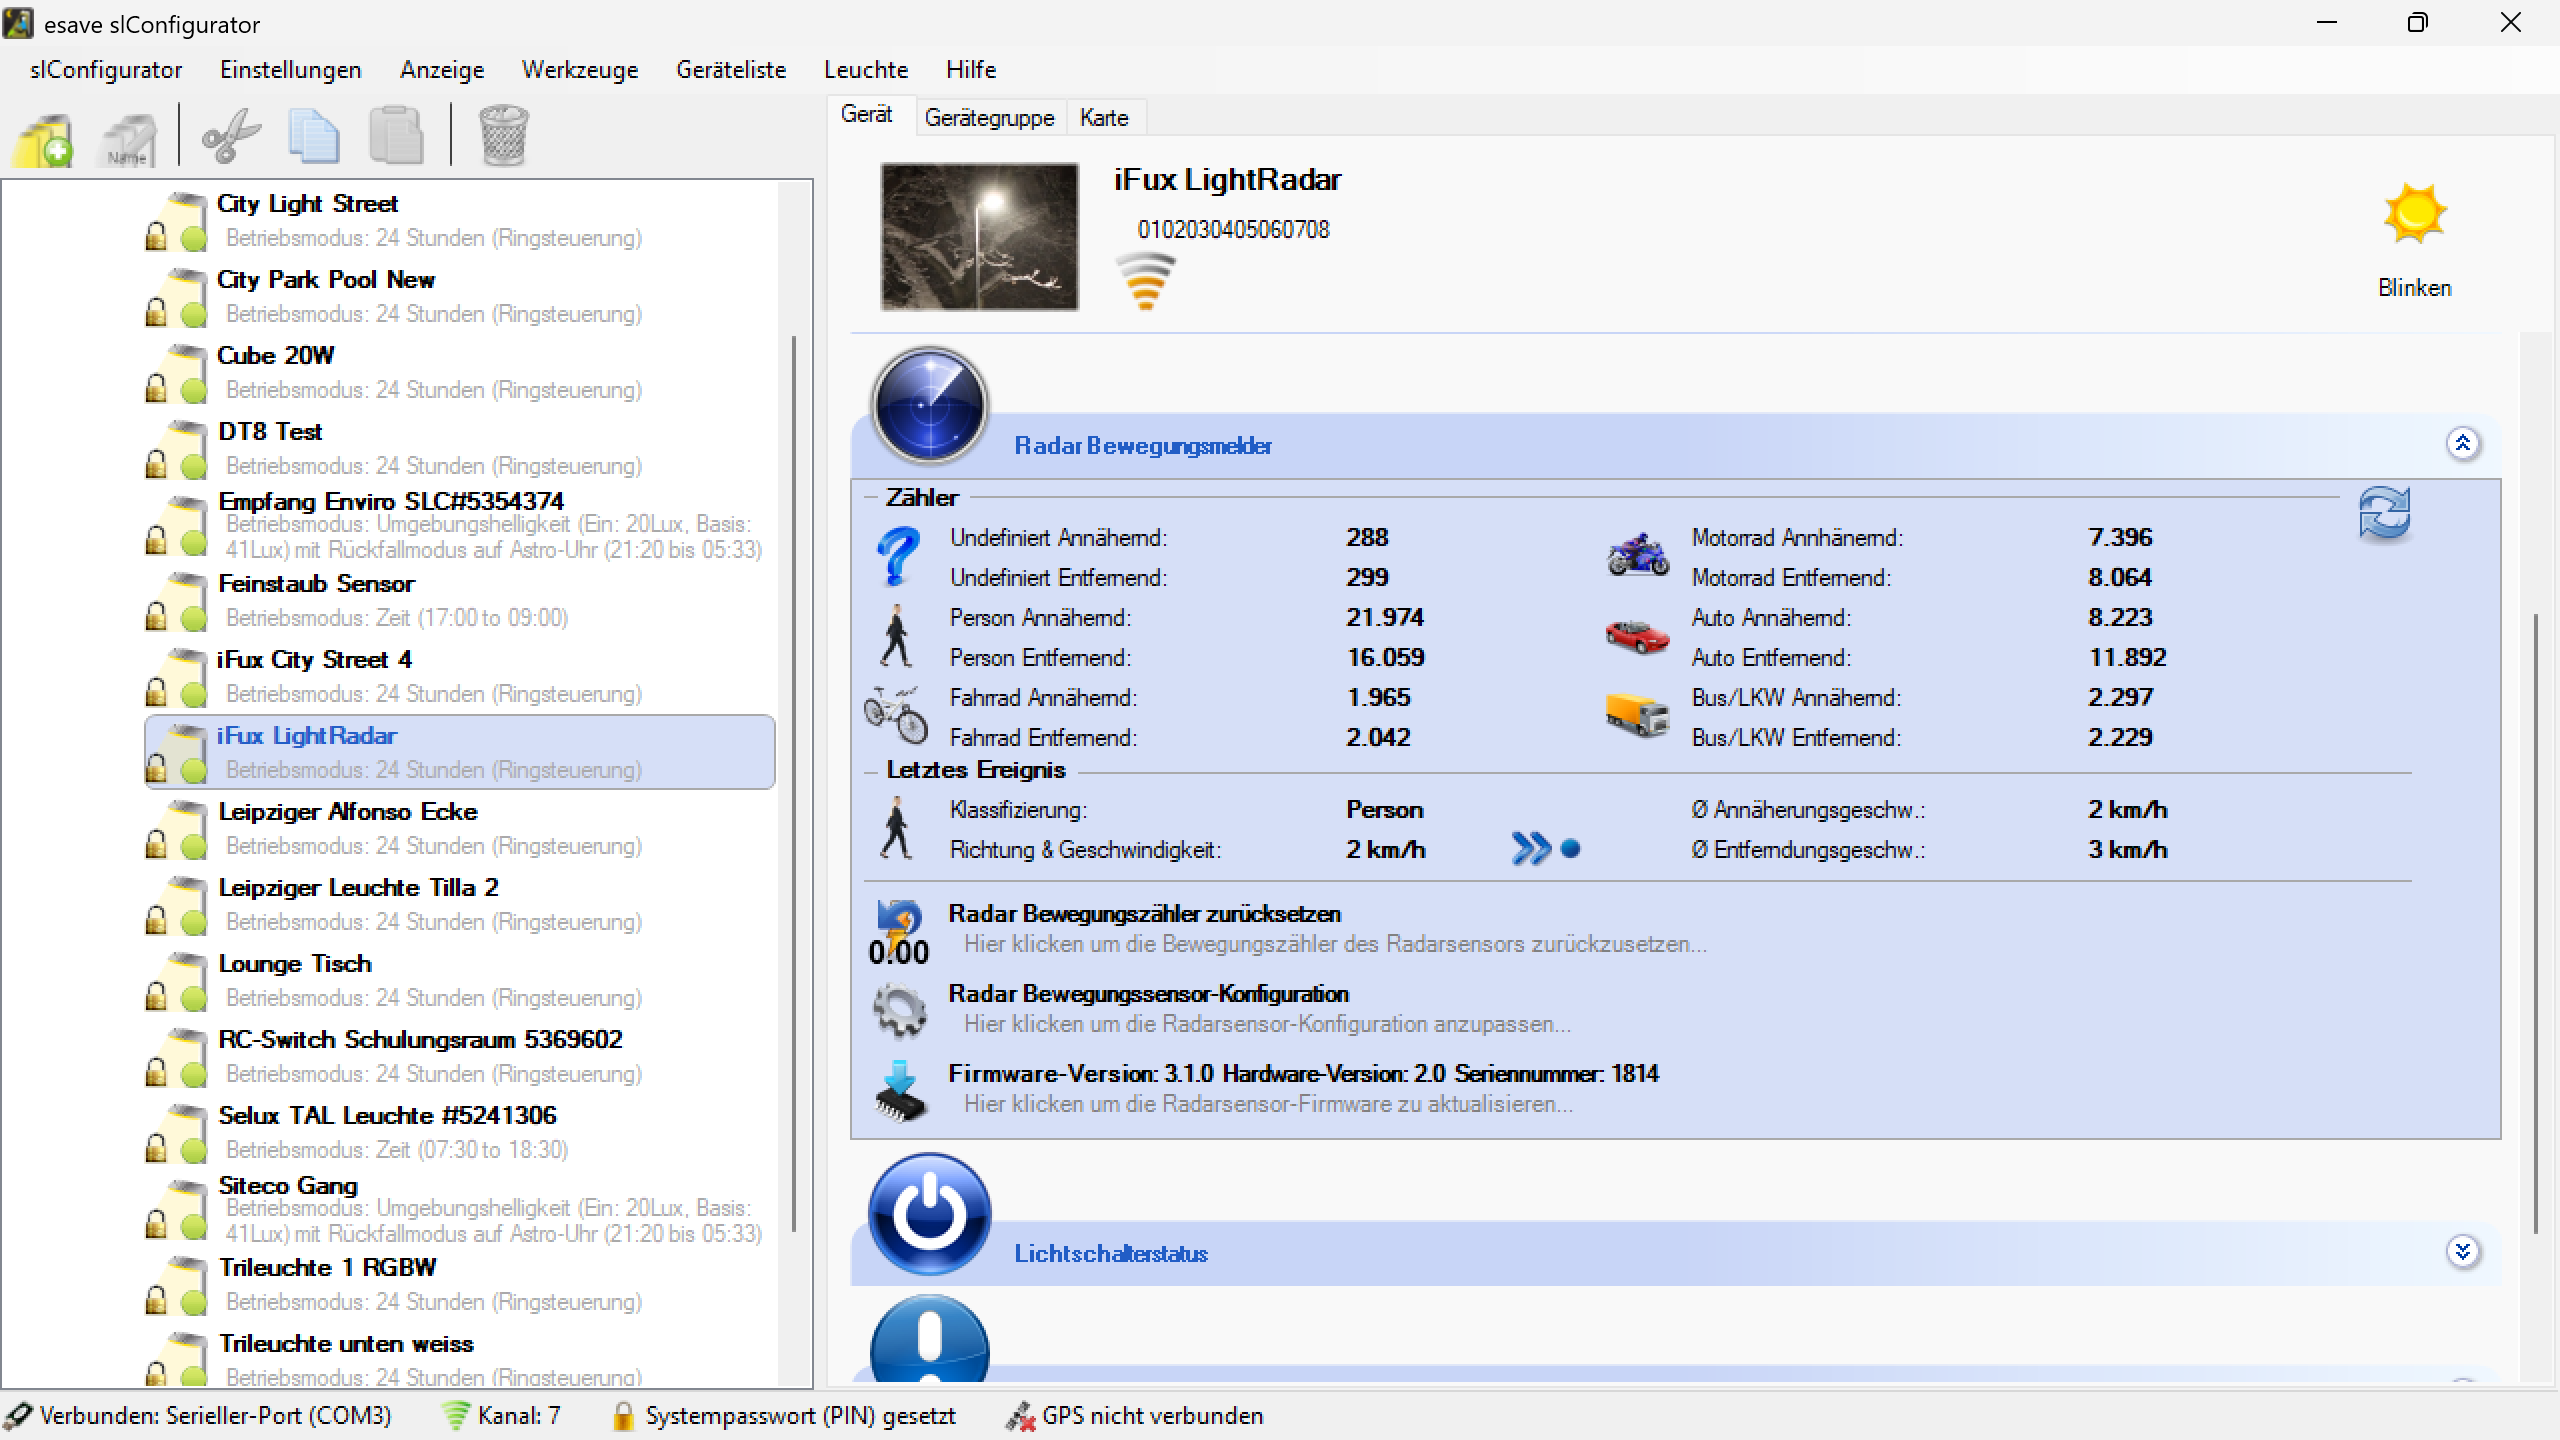 esave slConfigurator
slConfigurator Einstellungen Anzeige Werkzeuge Geräteliste Leuchte Hilfe
Name
City Light Street
Betriebsmodus: 24 Stunden (Ringsteuerung)
City Park Pool New
Betriebsmodus: 24 Stunden (Ringsteuerung)
Cube 20W
Betriebsmodus: 24 Stunden (Ringsteuerung)
DT8 Test
Betriebsmodus: 24 Stunden (Ringsteuerung)
Empfang Enviro SLC#5354374
Betriebsmodus: Umgebungshelligkeit (Ein: 20Lux, Basis:
41Lux) mit Rückfallmodus auf Astro-Uhr (21:20 bis 05:33)
Feinstaub Sensor
Betriebsmodus: Zeit (17:00 to 09:00)
iFux City Street 4
Betriebsmodus: 24 Stunden (Ringsteuerung)
iFux LightRadar
Betriebsmodus: 24 Stunden (Ringsteuerung)
Leipziger Alfonso Ecke
Betriebsmodus: 24 Stunden (Ringsteuerung)
Leipziger Leuchte Tilla 2
Betriebsmodus: 24 Stunden (Ringsteuerung)
Lounge Tisch
Betriebsmodus: 24 Stunden (Ringsteuerung)
RC-Switch Schulungsraum 5369602
Betriebsmodus: 24 Stunden (Ringsteuerung)
Selux TAL Leuchte #5241306
Betriebsmodus: Zeit (07:30 to 18:30)
Siteco Gang
Betriebsmodus: Umgebungshelligkeit (Ein: 20Lux, Basis:
41Lux) mit Rückfallmodus auf Astro-Uhr (21:20 bis 05:33)
Trileuchte 1 RGBW
Betriebsmodus: 24 Stunden (Ringsteuerung)
Trileuchte unten weiss
Betriebsmodus: 24 Stunden (Ringsteuerung)
Gerät Gerätegruppe Karte
iFux LightRadar
0102030405060708
Blinken
Radar Bewegungsmelder
Zähler
Undefiniert Annähernd: 288 Motorrad Annhänernd: 7.396
Undefiniert Entfernend: 299 Motorrad Entfernend: 8.064
Person Annähernd: 21.974 Auto Annähernd: 8.223
Person Entfernend: 16.059 Auto Entfernend: 11.892
Fahrrad Annähernd: 1.965 Bus/LKW Annähernd: 2.297
Fahrrad Entfernend: 2.042 Bus/LKW Entfernend: 2.229
Letztes Ereignis
Klassifizierung: Person Ø Annäherungsgeschw.: 2 km/h
Richtung & Geschwindigkeit: 2 km/h Ø Entferndungsgeschw.: 3 km/h
Radar Bewegungszähler zurücksetzen
0.00 Hier klicken um die Bewegungszähler des Radarsensors zurückzusetzen...
Radar Bewegungssensor-Konfiguration
Hier klicken um die Radarsensor-Konfiguration anzupassen...
Firmware-Version: 3.1.0 Hardware-Version: 2.0 Seriennummer: 1814
Hier klicken um die Radarsensor-Firmware zu aktualisieren...
Lichtschalterstatus
Verbunden: Serieller-Port (COM3) Kanal: 7 Systempasswort (PIN) gesetzt GPS nicht verbunden